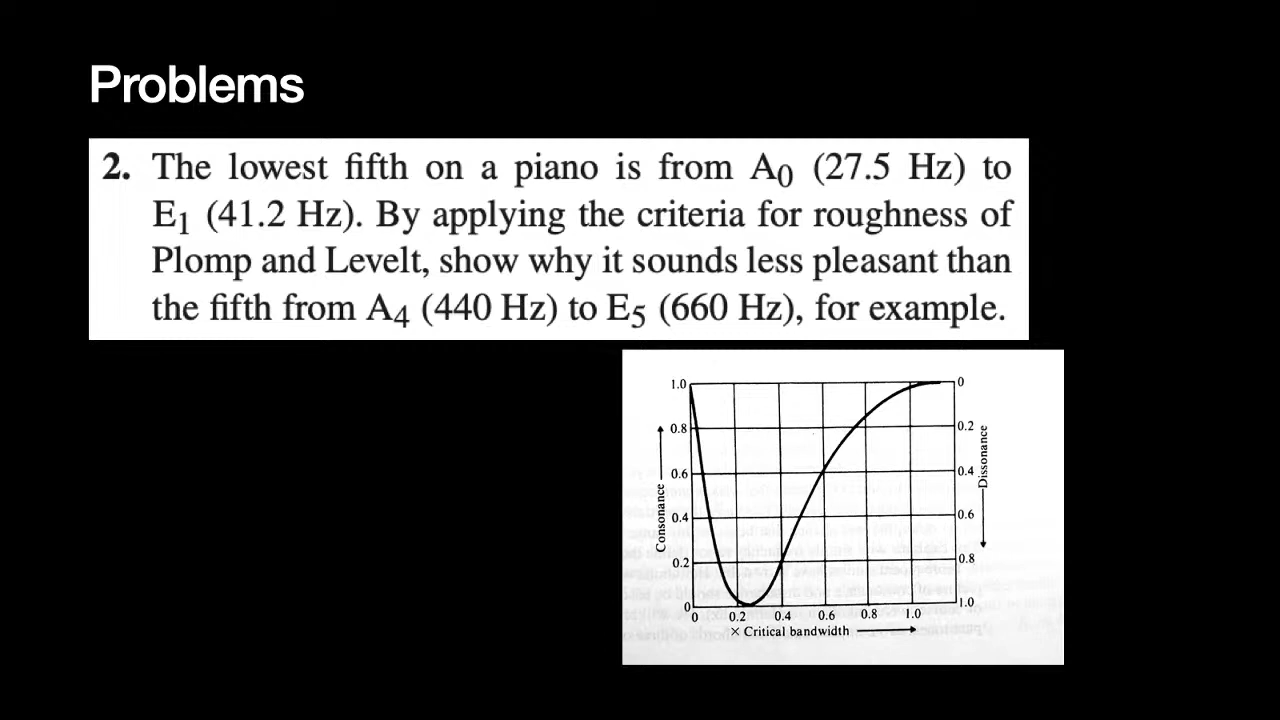 Problems
2. The lowest fifth on a piano is from A0 (27.5 Hz) to
E1 (41.2 Hz). By applying the criteria for roughness of
Plomp and Levelt, show why it sounds less pleasant than
the fifth from A4 (440 Hz) to E5 (660 Hz), for example.
1.0
0
0.8
0.2
0.6
0.4
0.4
0.6
0.2
0.8
0
1.0
Consonance
Dissonance
0 0.2 0.4 0.6 0.8 1.0
× Critical bandwidth